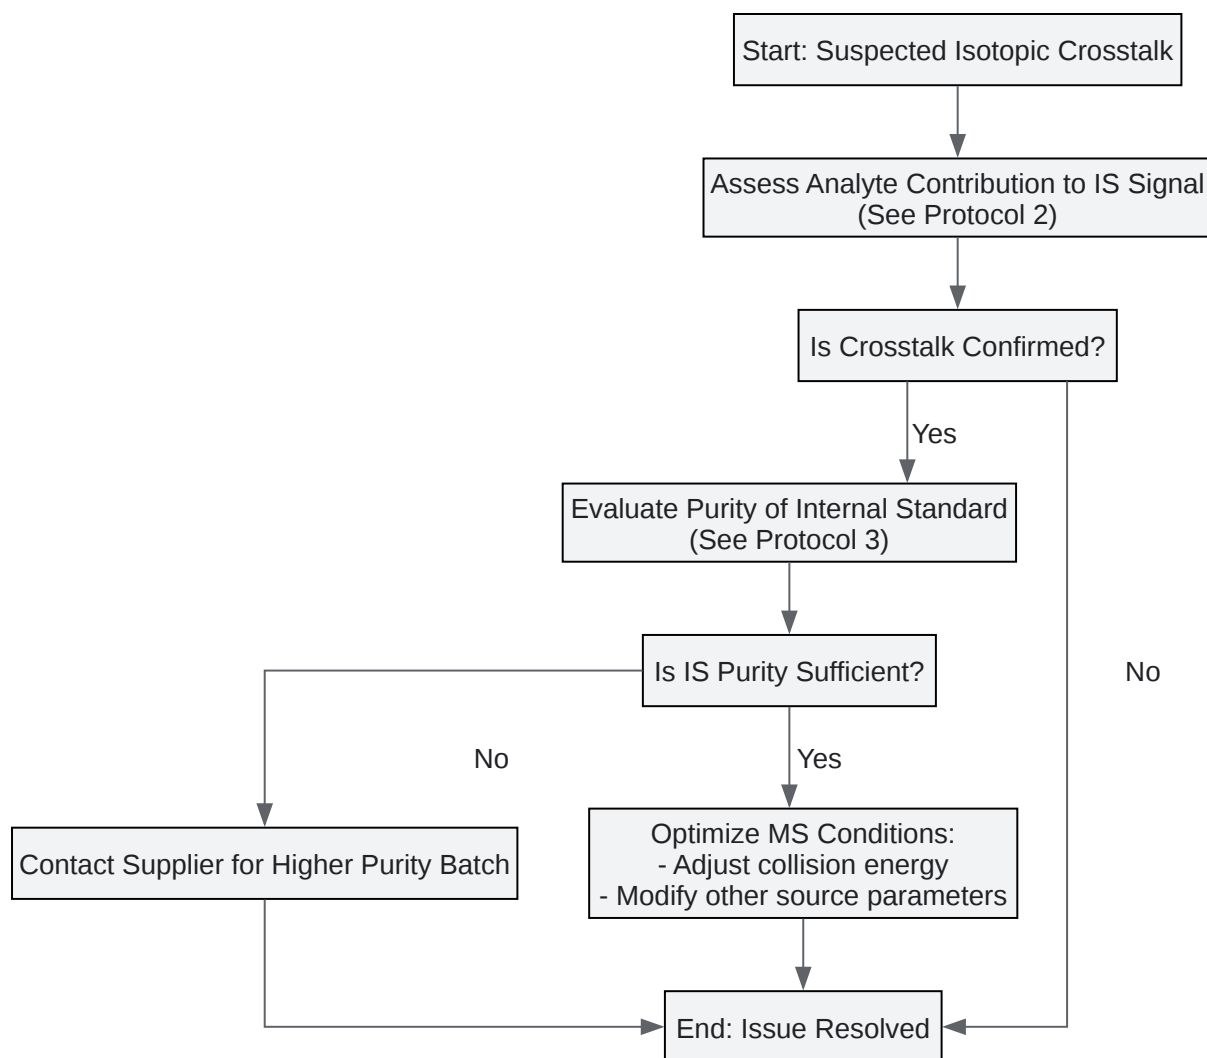 Start: Suspected Isotopic Crosstalk
Assess Analyte Contribution to IS Signal
(See Protocol 2)
Is Crosstalk Confirmed?
Yes
Evaluate Purity of Internal Standard
(See Protocol 3)
Is IS Purity Sufficient?
No
No
Yes
Contact Supplier for Higher Purity Batch
Optimize MS Conditions:
- Adjust collision energy
- Modify other source parameters
End: Issue Resolved